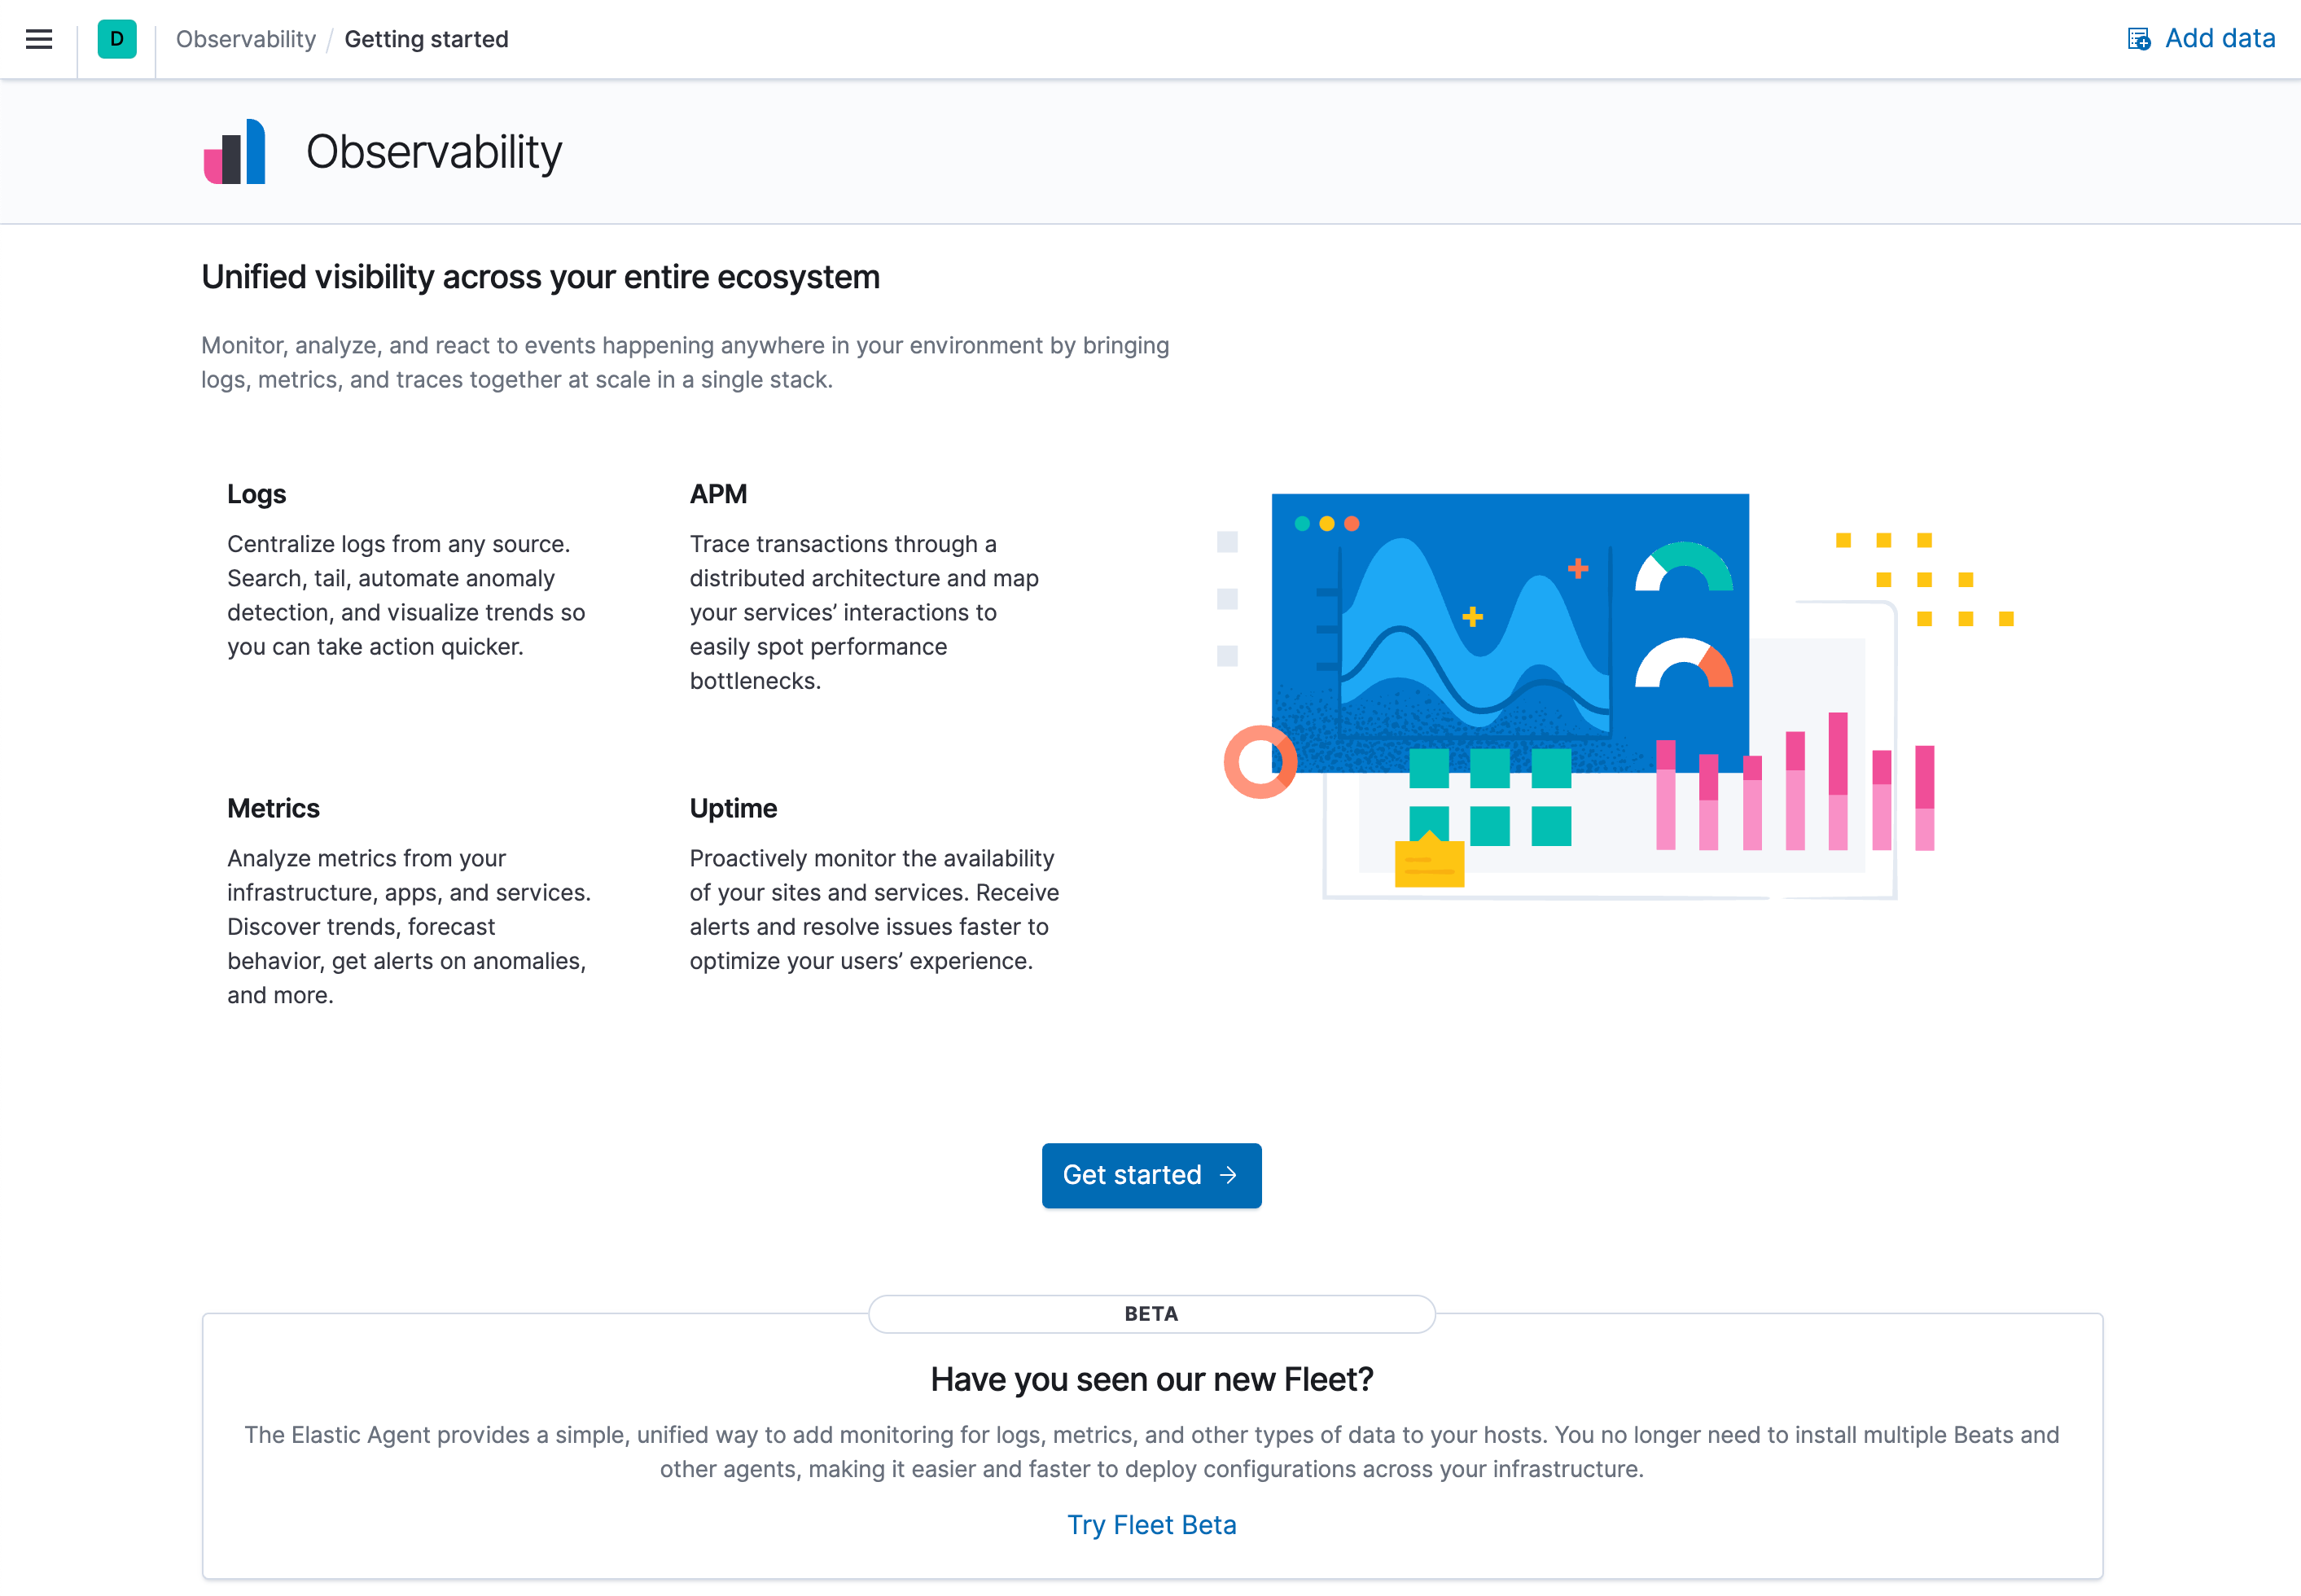 D
Observability / Getting started
Add data
Observability
Unified visibility across your entire ecosystem
Monitor, analyze, and react to events happening anywhere in your environment by bringing
logs, metrics, and traces together at scale in a single stack.
Logs
Centralize logs from any source.
Search, tail, automate anomaly
detection, and visualize trends so
you can take action quicker.
APM
Trace transactions through a
distributed architecture and map
your services’ interactions to
easily spot performance
bottlenecks.
Metrics
Analyze metrics from your
infrastructure, apps, and services.
Discover trends, forecast
behavior, get alerts on anomalies,
and more.
Uptime
Proactively monitor the availability
of your sites and services. Receive
alerts and resolve issues faster to
optimize your users’ experience.
Get started
BETA
Have you seen our new Fleet?
The Elastic Agent provides a simple, unified way to add monitoring for logs, metrics, and other types of data to your hosts. You no longer need to install multiple Beats and
other agents, making it easier and faster to deploy configurations across your infrastructure.
Try Fleet Beta